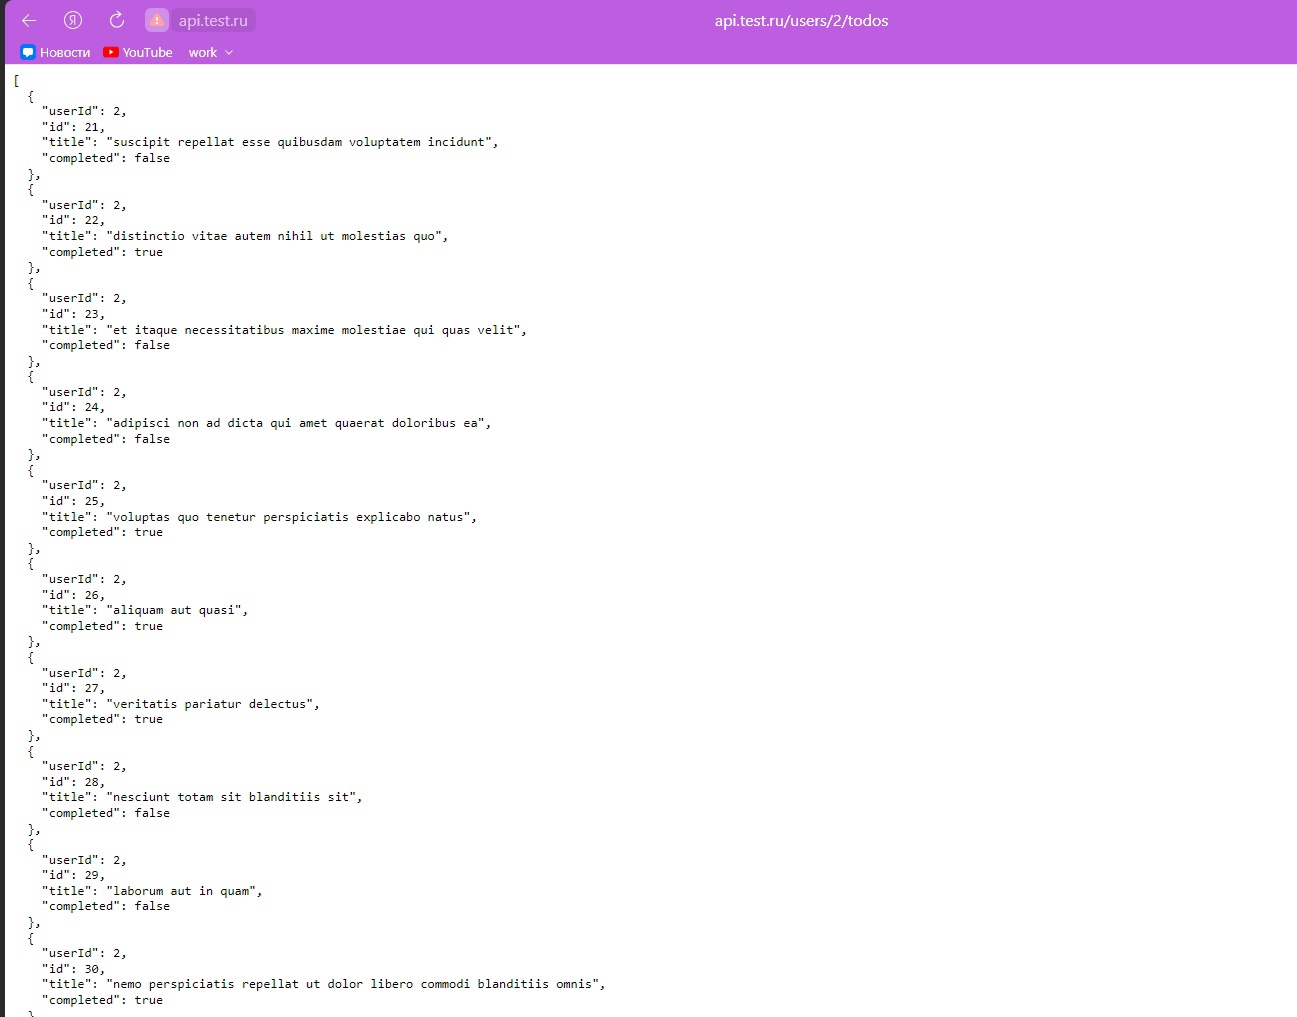 Я api.test.ru api.test.ru/users/2/todos
Новости YouTube work
[
  {
    "userId": 2,
    "id": 21,
    "title": "suscipit repellat esse quibusdam voluptatem incidunt",
    "completed": false
  },
  {
    "userId": 2,
    "id": 22,
    "title": "distinctio vitae autem nihil ut molestias quo",
    "completed": true
  },
  {
    "userId": 2,
    "id": 23,
    "title": "et itaque necessitatibus maxime molestiae qui quas velit",
    "completed": false
  },
  {
    "userId": 2,
    "id": 24,
    "title": "adipisci non ad dicta qui amet quaerat doloribus ea",
    "completed": false
  },
  {
    "userId": 2,
    "id": 25,
    "title": "voluptas quo tenetur perspiciatis explicabo natus",
    "completed": true
  },
  {
    "userId": 2,
    "id": 26,
    "title": "aliquam aut quasi",
    "completed": true
  },
  {
    "userId": 2,
    "id": 27,
    "title": "veritatis pariatur delectus",
    "completed": true
  },
  {
    "userId": 2,
    "id": 28,
    "title": "nesciunt totam sit blanditiis sit",
    "completed": false
  },
  {
    "userId": 2,
    "id": 29,
    "title": "laborum aut in quam",
    "completed": false
  },
  {
    "userId": 2,
    "id": 30,
    "title": "nemo perspiciatis repellat ut dolor libero commodi blanditiis omnis",
    "completed": true
  }